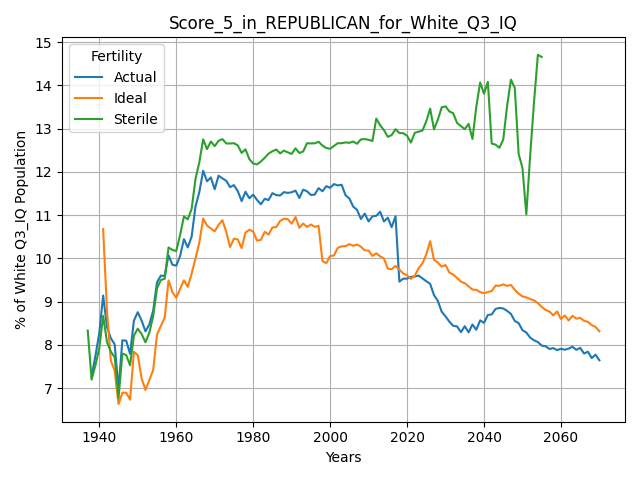 Score_5_in_REPUBLICAN_for_White_Q3_IQ
% of White Q3_IQ Population
15
14
13
12
11
10
9
8
7
Fertility
Actual
Ideal
Sterile
1940 1960 1980 2000 2020 2040 2060
Years